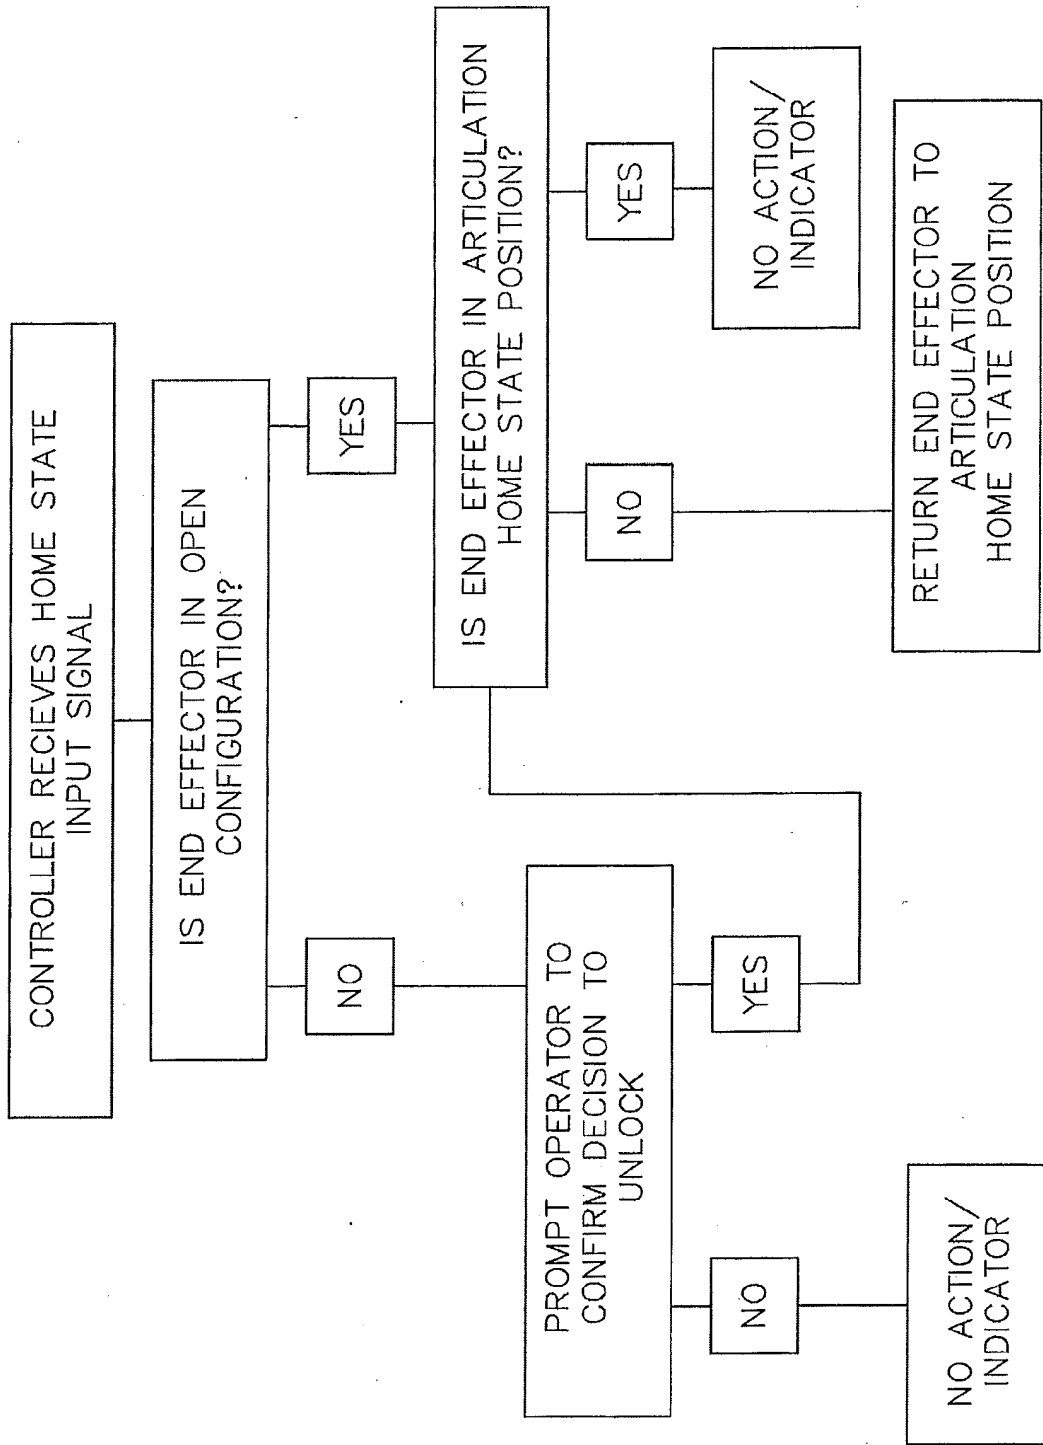 CONTROLLER RECIEVES HOME STATE
INPUT SIGNAL
IS END EFFECTOR IN OPEN
CONFIGURATION?
NO
YES
PROMPT OPERATOR TO
CONFIRM DECISION TO
UNLOCK
NO
YES
NO ACTION/
INDICATOR
IS END EFFECTOR IN ARTICULATION
HOME STATE POSITION?
NO
YES
RETURN END EFFECTOR TO
ARTICULATION
HOME STATE POSITION
NO ACTION/
INDICATOR